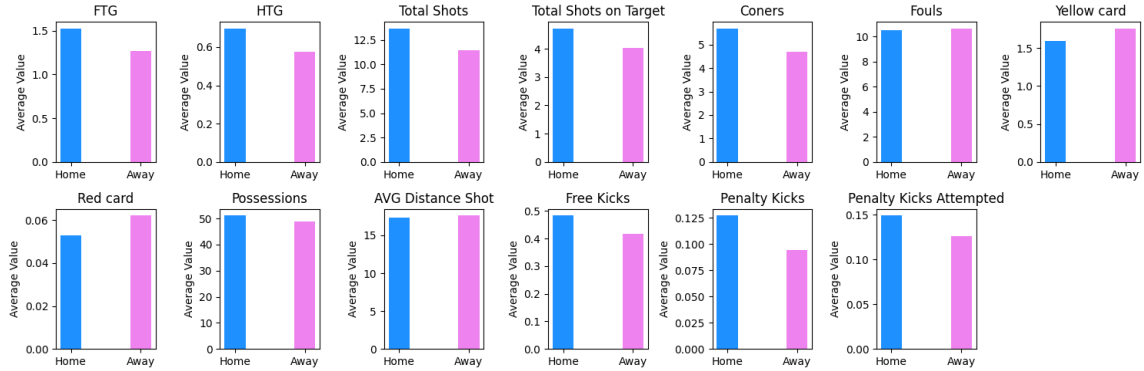 FTG
HTG
Total Shots
Total Shots on Target
Coners
Fouls
Yellow card
Average Value
1.5
1.0
0.5
0.0
Home
Away
Average Value
0.6
0.4
0.2
0.0
Home
Away
Average Value
12.5
10.0
7.5
5.0
2.5
0.0
Home
Away
Average Value
4
3
2
1
0
Home
Away
Average Value
5
4
3
2
1
0
Home
Away
Average Value
10
8
6
4
2
0
Home
Away
Average Value
1.5
1.0
0.5
0.0
Home
Away
Red card
Possessions
AVG Distance Shot
Free Kicks
Penalty Kicks
Penalty Kicks Attempted
Average Value
0.06
0.04
0.02
0.00
Home
Away
Average Value
50
40
30
20
10
0
Home
Away
Average Value
15
10
5
0
Home
Away
Average Value
0.5
0.4
0.3
0.2
0.1
0.0
Home
Away
Average Value
0.125
0.100
0.075
0.050
0.025
0.000
Home
Away
Average Value
0.15
0.10
0.05
0.00
Home
Away